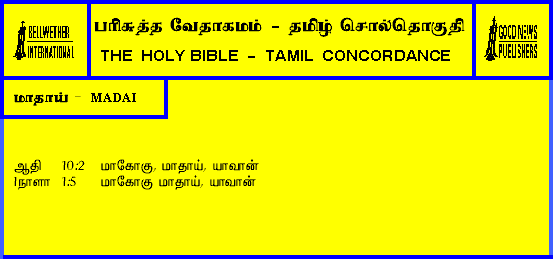 BELLWETHER
INTERNATIONAL
பரிசுத்த வேதாகமம் - தமிழ் சொல்தொகுதி
THE HOLY BIBLE - TAMIL CONCORDANCE
GOOD NEWS
PUBLISHERS
மாதாய் - MADAI
ஆதி 10:2 மாகோகு, மாதாய், யாவான்
1நாளா 1:5 மாகோகு மாதாய், யாவான்